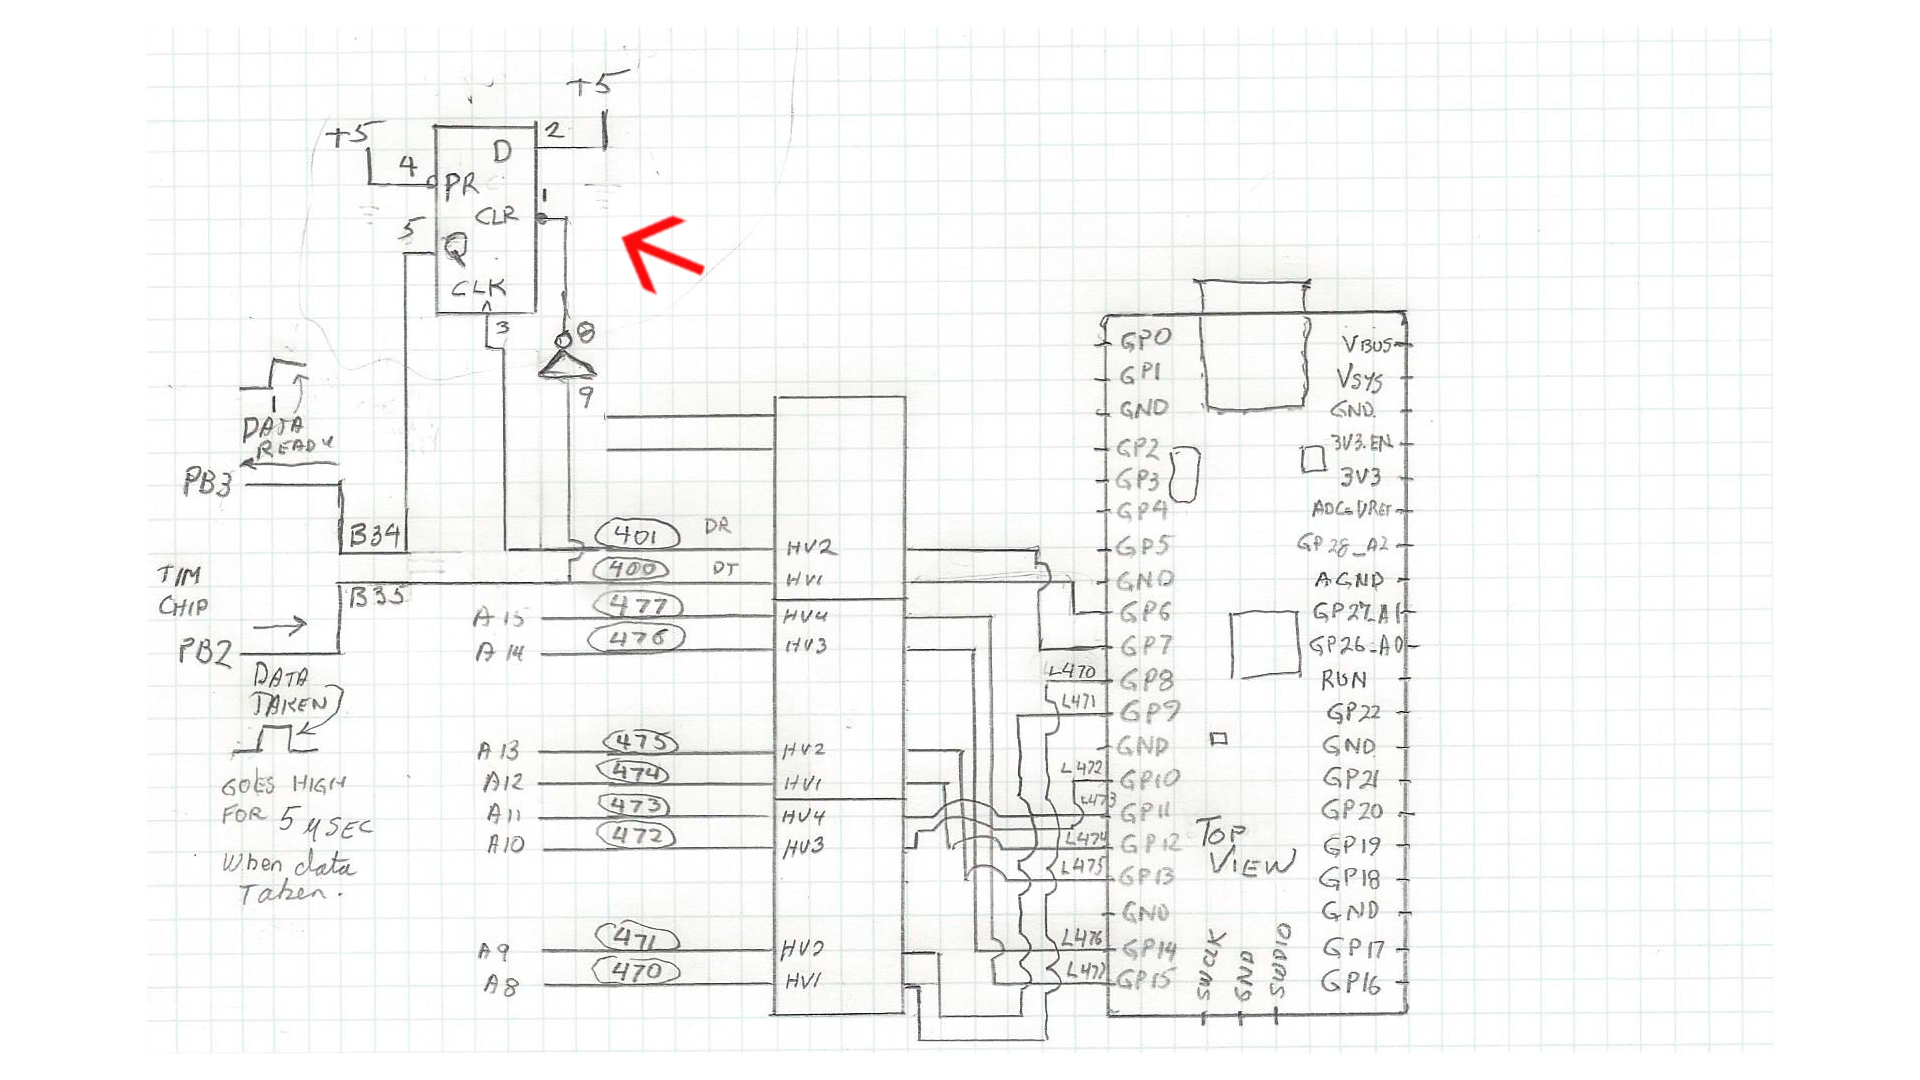 +5
+5
2
D
4
PR
1
CLR
5
Q
CLK
3
8
9
DATA
READY
PB3
B34
TIM
CHIP
B35
PB2
DATA
TAKEN
GOES HIGH
FOR 5 µSEC
When data
Taken.
401 DR HV2
400 DT HV1
A15 477 HV4
A14 476 HV3
A13 475 HV2
A12 474 HV1
A11 473 HV4
A10 472 HV3
A9 471 HV2
A8 470 HV1
GP0
GP1
GND
GP2
GP3
GP4
GP5
GND
GP6
GP7
L470 GP8
L471 GP9
GND
L472 GP10
L473 GP11
L474 GP12
L475 GP13
GND
L476 GP14
L477 GP15
TOP
VIEW
SWCLK
GND
SWDIO
VBUS
VSYS
GND.
3V3.EN
3V3
ADC-VREF
GP28_A2
AGND
GP27_A1
GP26_A0
RUN
GP22
GND
GP21
GP20
GP19
GP18
GND
GP17
GP16